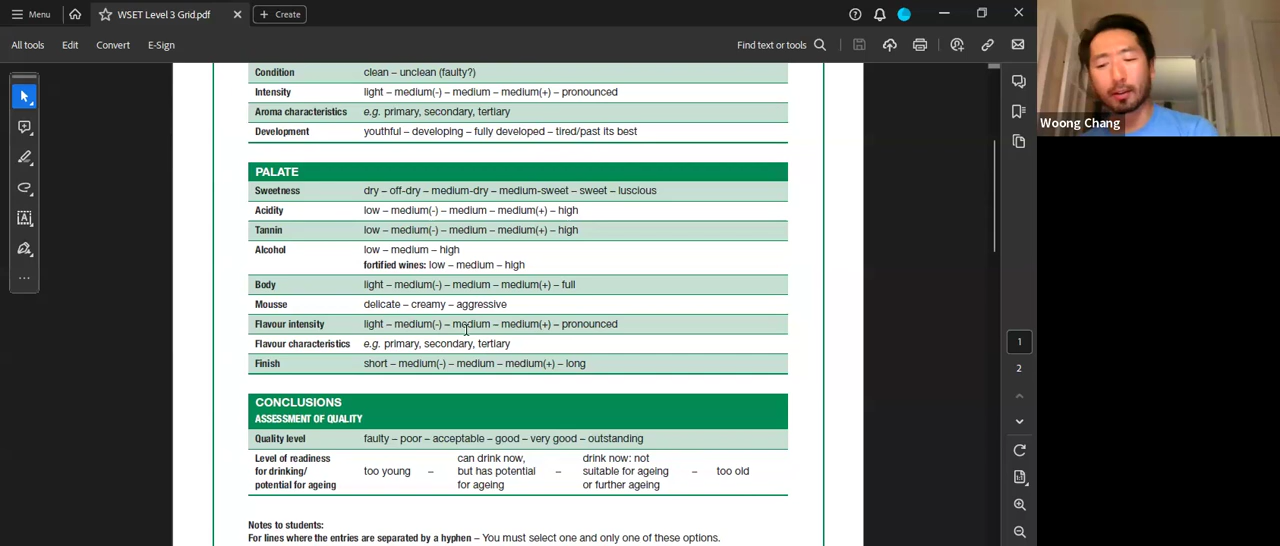 Menu
WSET Level 3 Grid.pdf
Create
All tools Edit Convert E-Sign
Find text or tools
Condition clean – unclean (faulty?)
Intensity light – medium(-) – medium – medium(+) – pronounced
Aroma characteristics e.g. primary, secondary, tertiary
Development youthful – developing – fully developed – tired/past its best
PALATE
Sweetness dry – off-dry – medium-dry – medium-sweet – sweet – luscious
Acidity low – medium(-) – medium – medium(+) – high
Tannin low – medium(-) – medium – medium(+) – high
Alcohol low – medium – high
fortified wines: low – medium – high
Body light – medium(-) – medium – medium(+) – full
Mousse delicate – creamy – aggressive
Flavour intensity light – medium(-) – medium – medium(+) – pronounced
Flavour characteristics e.g. primary, secondary, tertiary
Finish short – medium(-) – medium – medium(+) – long
CONCLUSIONS
ASSESSMENT OF QUALITY
Quality level faulty – poor – acceptable – good – very good – outstanding
Level of readiness
for drinking/
potential for ageing
too young –
can drink now,
but has potential
for ageing
–
drink now: not
suitable for ageing
or further ageing
– too old
Notes to students:
For lines where the entries are separated by a hyphen – You must select one and only one of these options.
1
2
Woong Chang